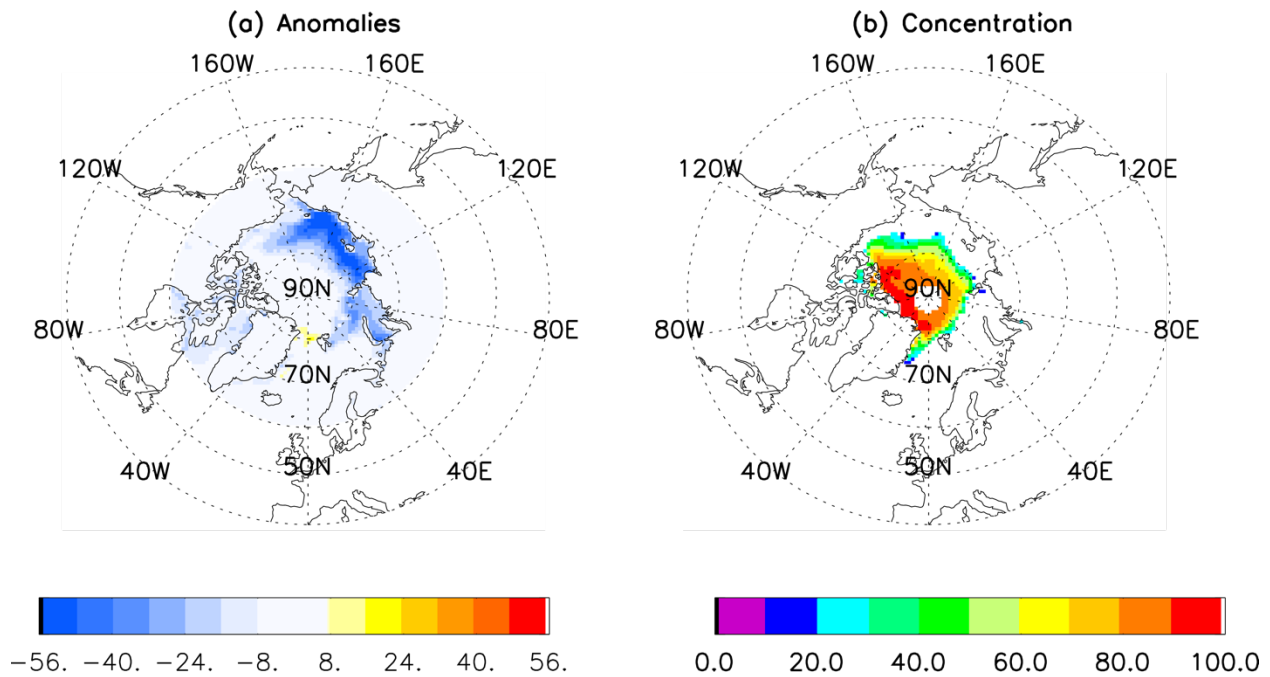 (a) Anomalies
160W 160E
120W 120E
90N
80W 80E
70N
50N
40W 40E
−56. −40. −24. −8. 8. 24. 40. 56.
(b) Concentration
160W 160E
120W 120E
90N
80W 80E
70N
50N
40W 40E
0.0 20.0 40.0 60.0 80.0 100.0